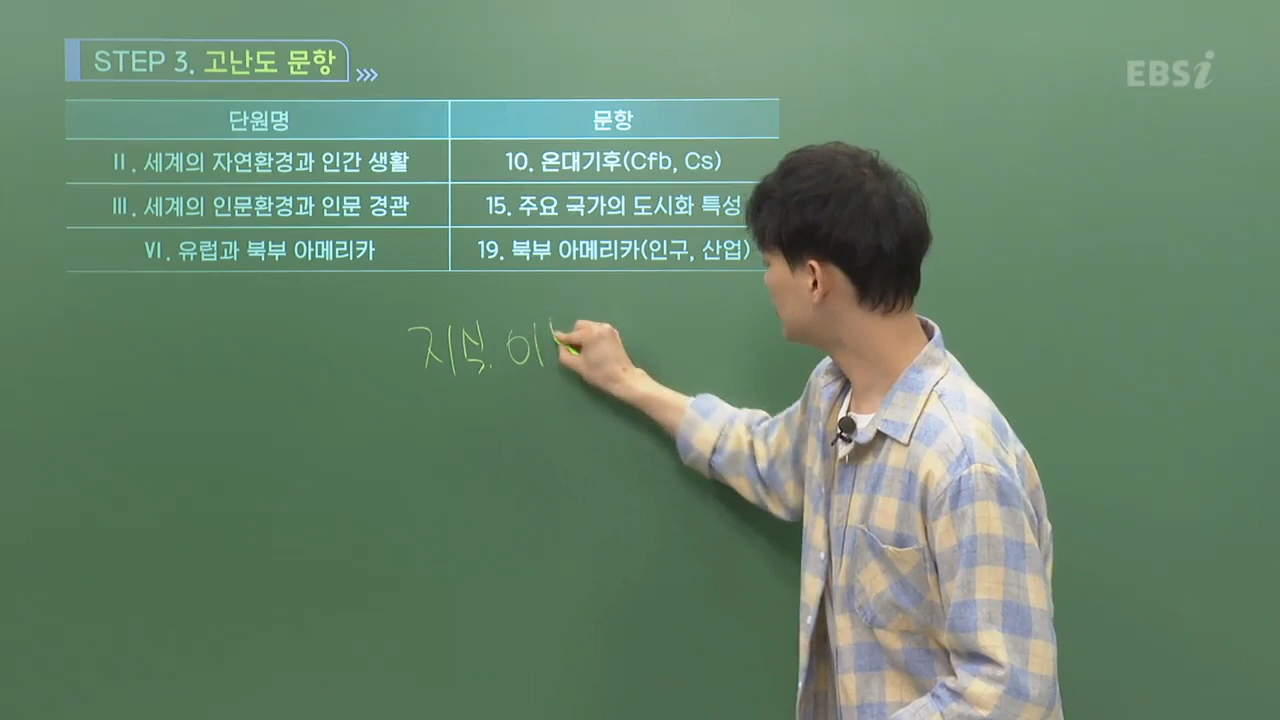 STEP 3. 고난도 문항
EBSi
단원명 문항
Ⅱ. 세계의 자연환경과 인간 생활 10. 온대기후(Cfb, Cs)
Ⅲ. 세계의 인문환경과 인문 경관 15. 주요 국가의 도시화 특성
Ⅵ. 유럽과 북부 아메리카 19. 북부 아메리카(인구, 산업)
지식. 이